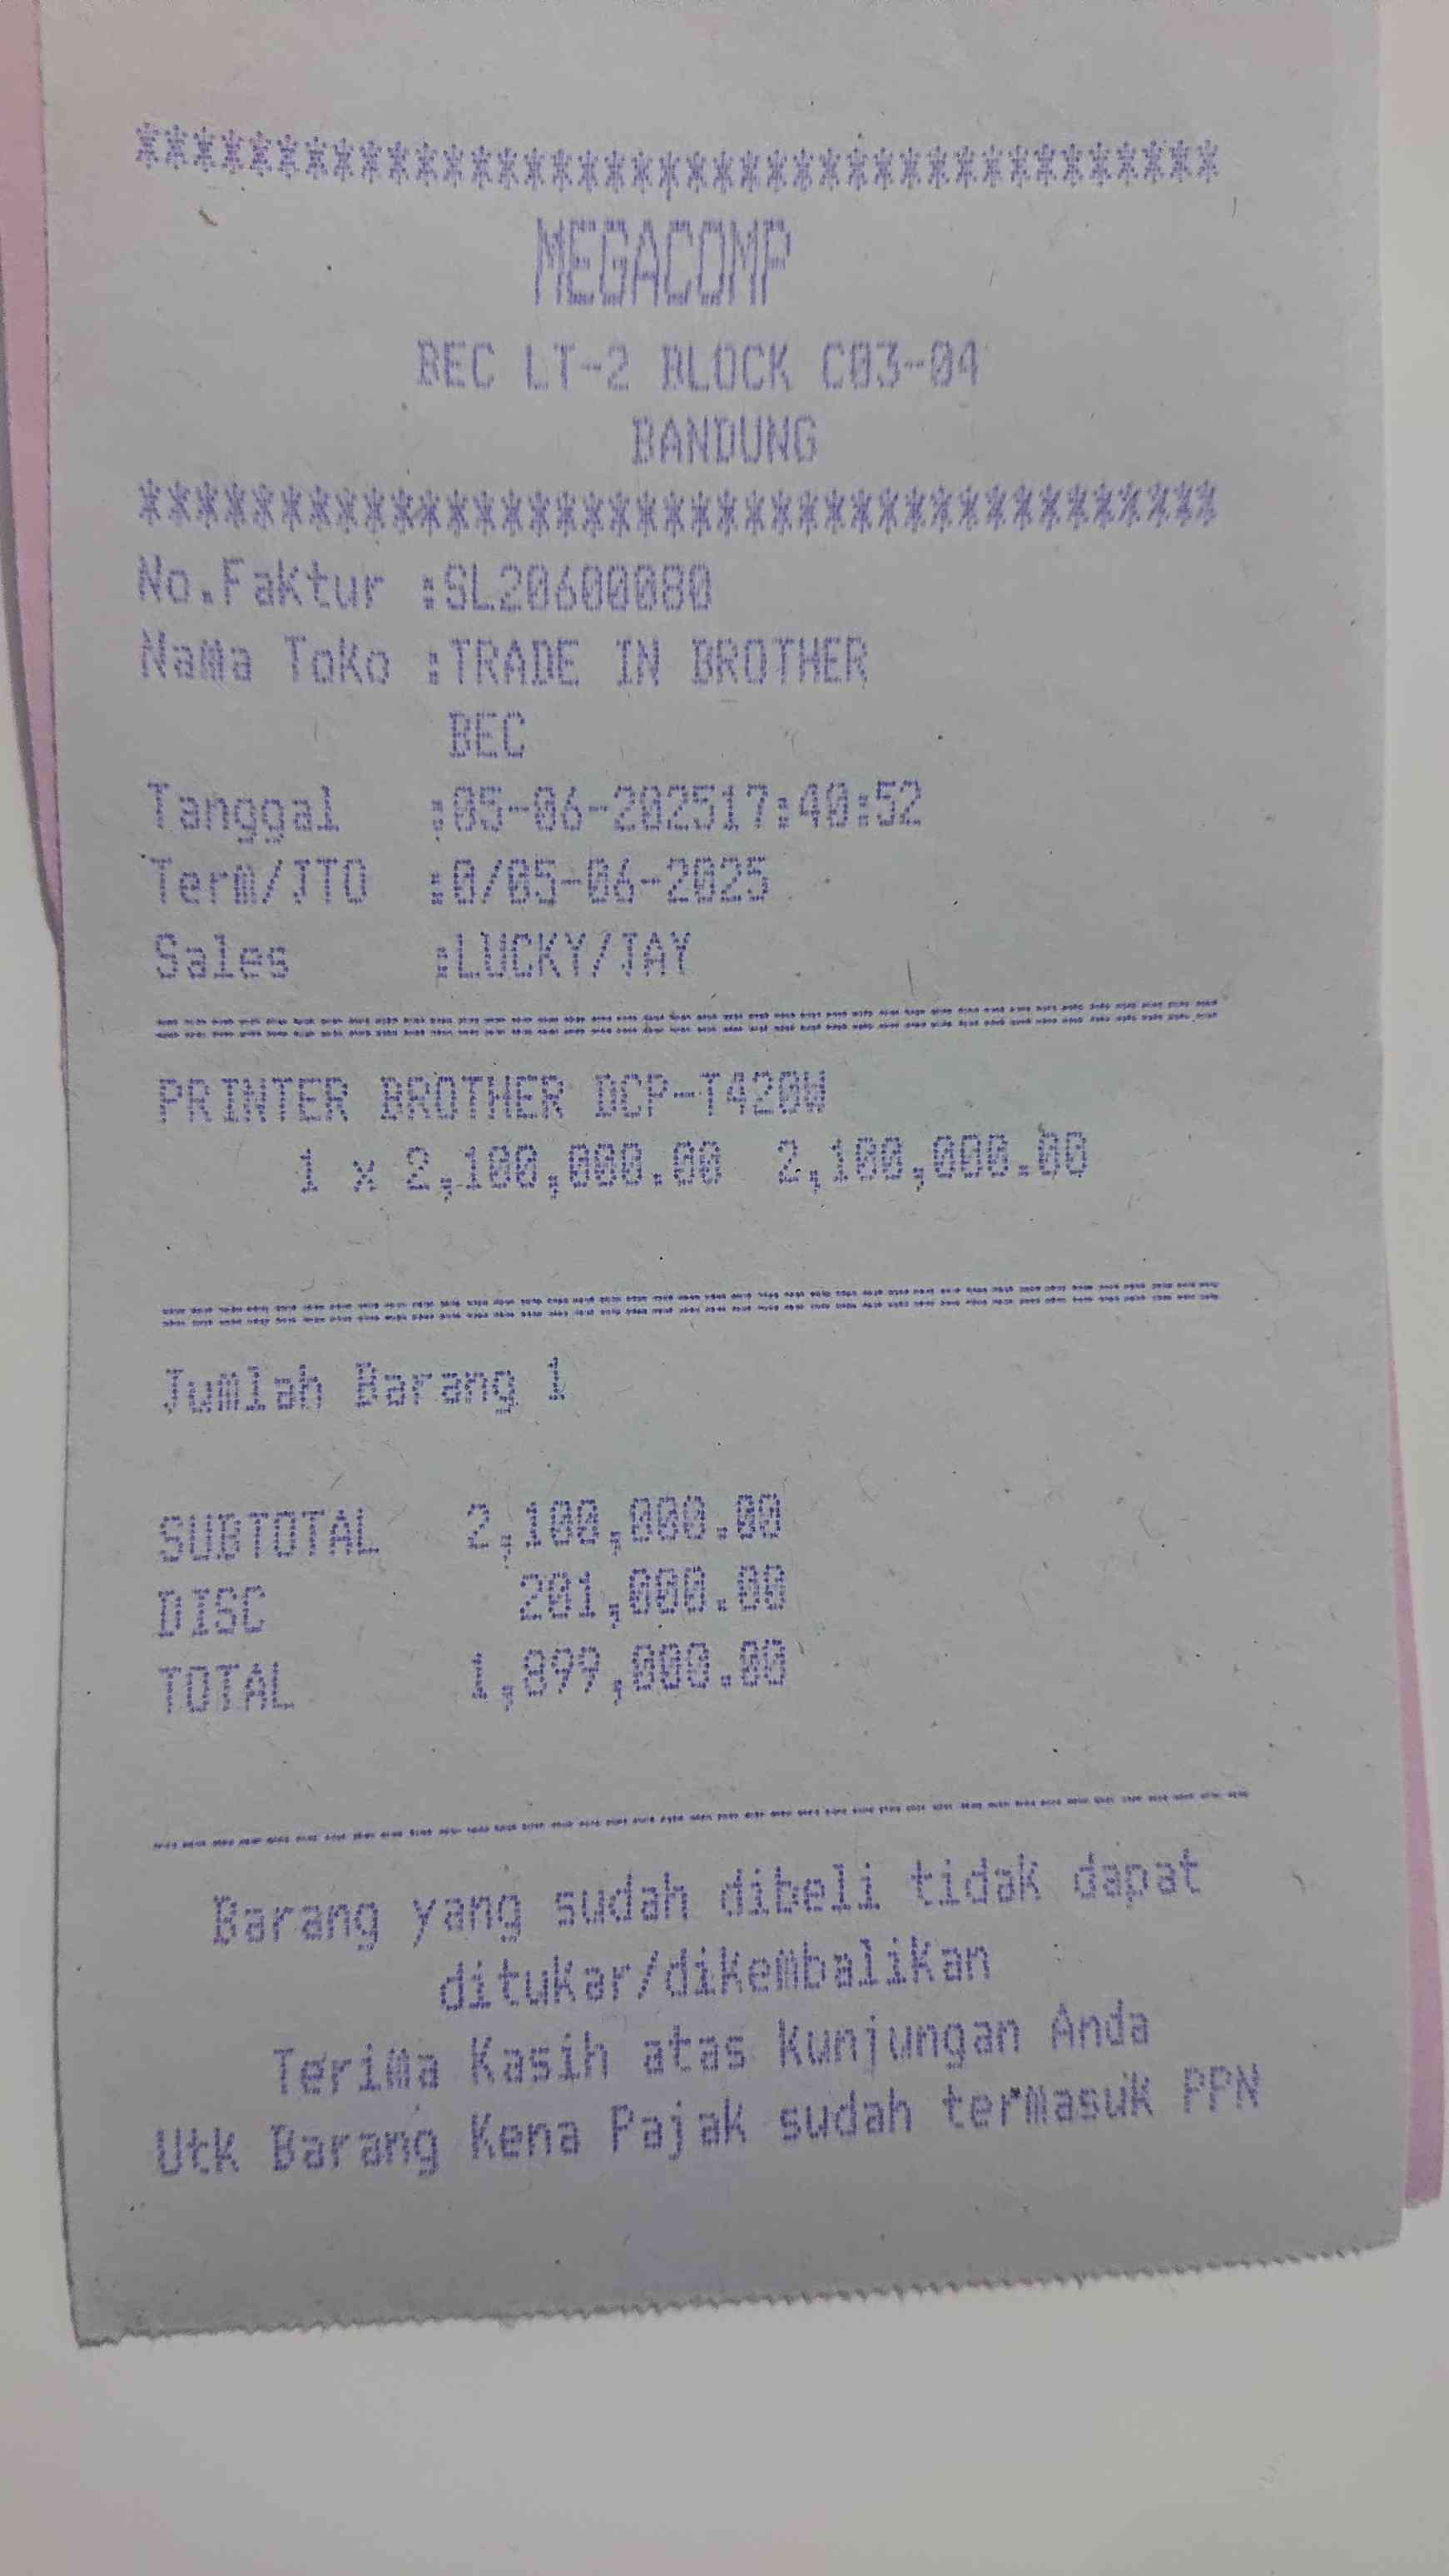 ****************************************
MEGACOMP
BEC LT-2 BLOCK C03-04
BANDUNG
****************************************
No.Faktur :SL20600080
Nama Toko :TRADE IN BROTHER
BEC
Tanggal :05-06-202517:40:52
Term/JTO :0/05-06-2025
Sales :LUCKY/JAY
========================================
PRINTER BROTHER DCP-T420W
1 x 2,100,000.00 2,100,000.00
========================================
Jumlah Barang 1
SUBTOTAL 2,100,000.00
DISC 201,000.00
TOTAL 1,899,000.00
----------------------------------------
Barang yang sudah dibeli tidak dapat
ditukar/dikembalikan
Terima Kasih atas Kunjungan Anda
Utk Barang Kena Pajak sudah termasuk PPN